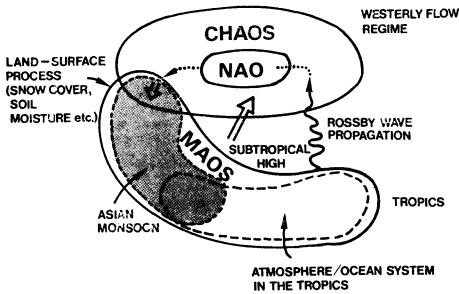 CHAOS
WESTERLY FLOW
REGIME
NAO
LAND-SURFACE
PROCESS
(SNOW COVER,
SOIL
MOISTURE etc.)
ROSSBY WAVE
PROPAGATION
MAOS
SUBTROPICAL
HIGH
ASIAN
MONSOON
TROPICS
ATMOSPHERE/OCEAN SYSTEM
IN THE TROPICS